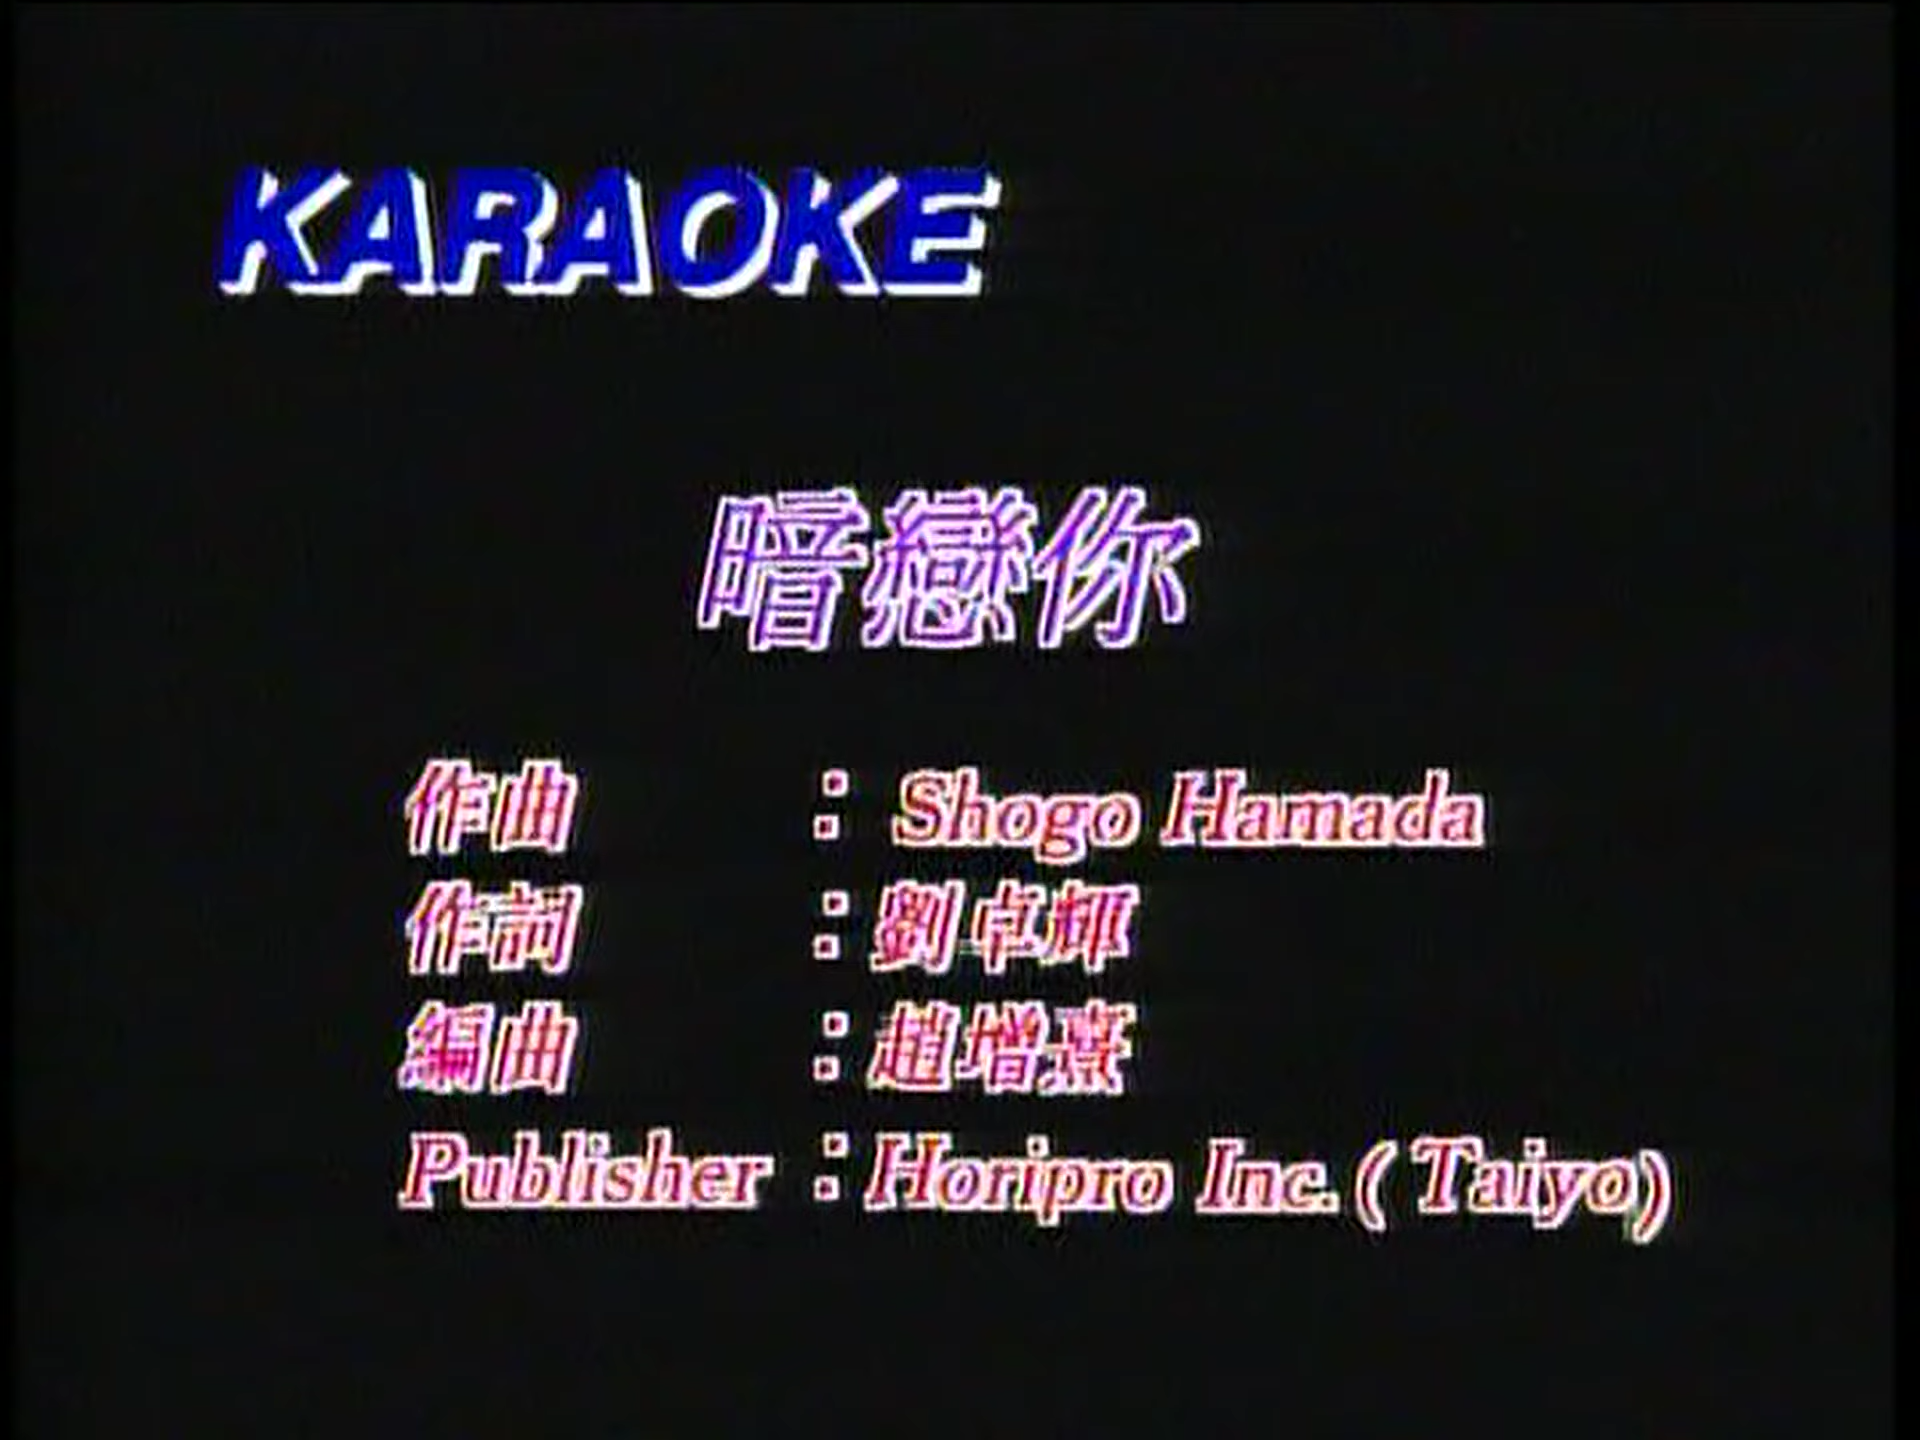 KARAOKE
暗戀你
作曲 : Shogo Hamada
作詞 : 劉卓輝
編曲 : 趙增熹
Publisher : Horipro Inc. ( Taiyo)